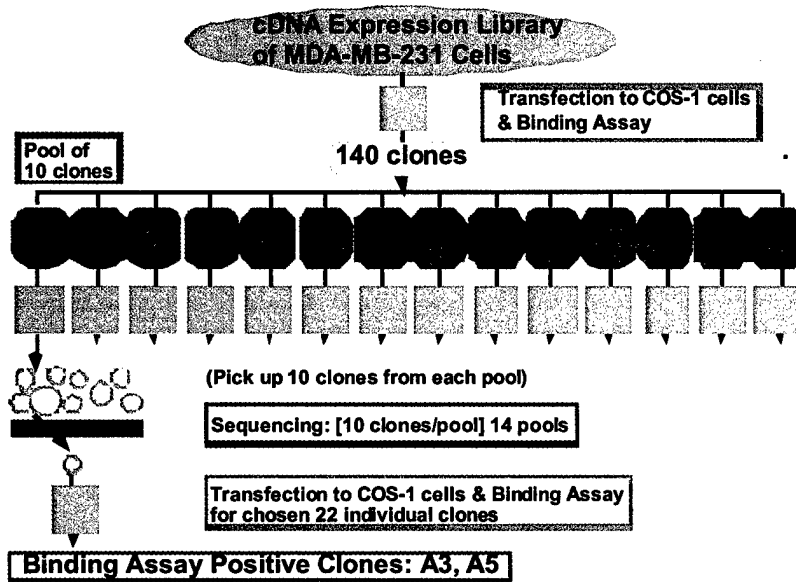 cDNA Expression Library
of MDA-MB-231 Cells
Transfection to COS-1 cells
& Binding Assay
Pool of
10 clones
140 clones
(Pick up 10 clones from each pool)
Sequencing: [10 clones/pool] 14 pools
Transfection to COS-1 cells & Binding Assay
for chosen 22 individual clones
Binding Assay Positive Clones: A3, A5